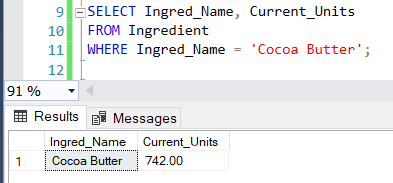 9 SELECT Ingred_Name, Current_Units
10 FROM Ingredient
11 WHERE Ingred_Name = 'Cocoa Butter';
12
91 %
Results Messages
Ingred_Name Current_Units
1 Cocoa Butter 742.00